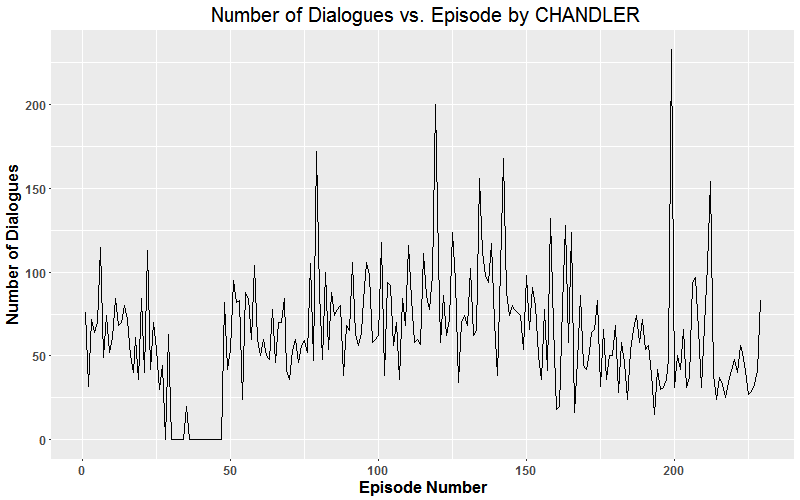 Number of Dialogues vs. Episode by CHANDLER
Number of Dialogues
200
150
100
50
0
0 50 100 150 200
Episode Number